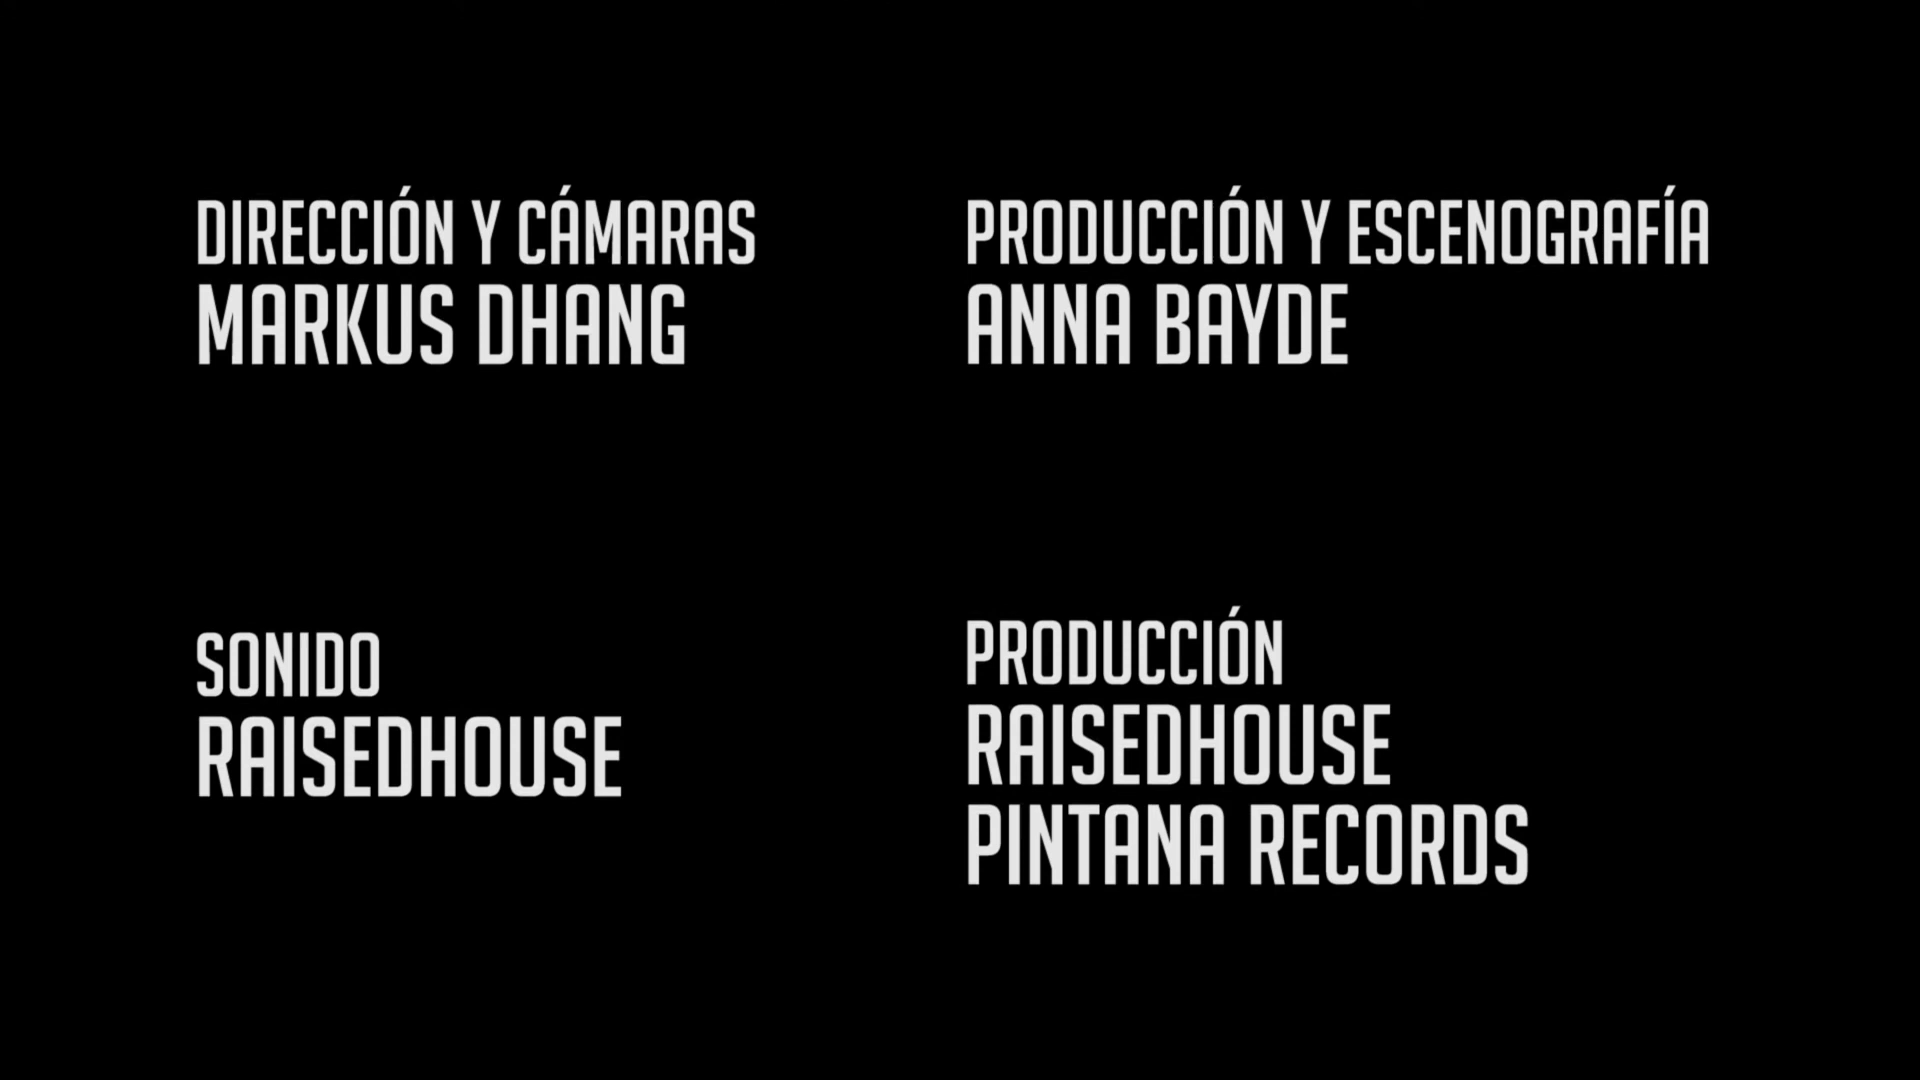 DIRECCIÓN Y CÁMARAS
MARKUS DHANG
PRODUCCIÓN Y ESCENOGRAFÍA
ANNA BAYDE
SONIDO
RAISEDHOUSE
PRODUCCIÓN
RAISEDHOUSE
PINTANA RECORDS